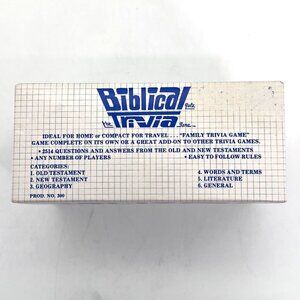 Biblical
the Trivia Game
IDEAL FOR HOME or COMPACT FOR TRAVEL . . . "FAMILY TRIVIA GAME"
GAME COMPLETE ON ITS OWN OR A GREAT ADD-ON TO OTHER TRIVIA GAMES.
• 2514 QUESTIONS AND ANSWERS FROM THE OLD AND NEW TESTAMENTS
• ANY NUMBER OF PLAYERS • EASY TO FOLLOW RULES
CATEGORIES:
1. OLD TESTAMENT 4. WORDS AND TERMS
2. NEW TESTAMENT 5. LITERATURE
3. GEOGRAPHY 6. GENERAL
PROD. NO. 300